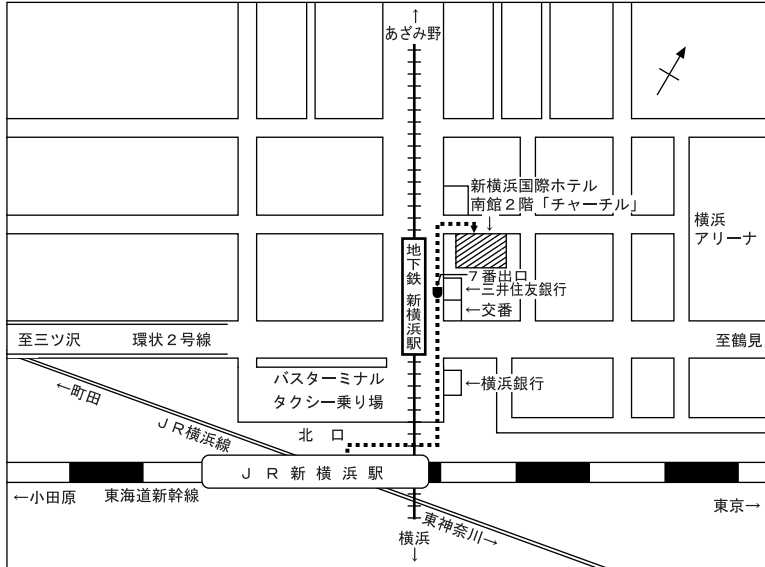 ↑
あざみ野
新横浜国際ホテル
南館２階「チャーチル」
↓
横浜
アリーナ
地下鉄 新横浜駅
７番出口
←三井住友銀行
←交番
至三ツ沢
環状２号線
至鶴見
バスターミナル
タクシー乗り場
←横浜銀行
←町田
ＪＲ横浜線
北口
ＪＲ新横浜駅
←小田原
東海道新幹線
東京→
東神奈川→
横浜
↓